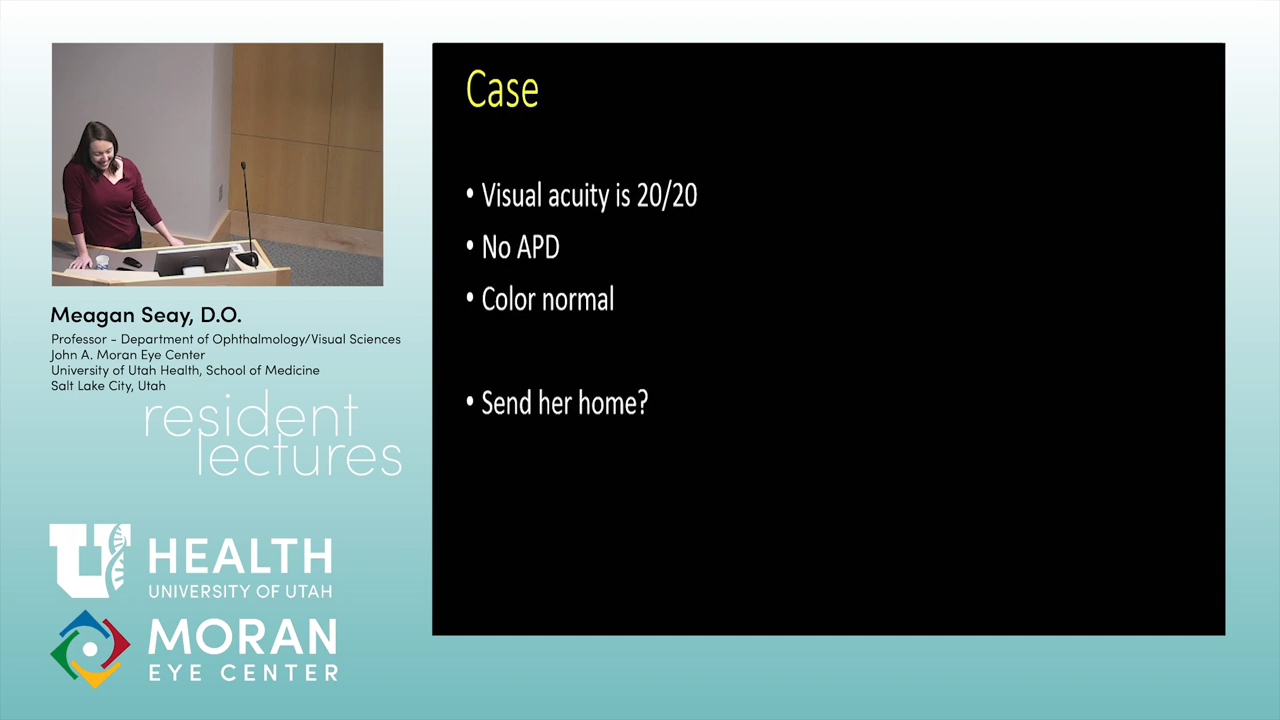 Case
• Visual acuity is 20/20
• No APD
• Color normal
• Send her home?
Meagan Seay, D.O.
Professor - Department of Ophthalmology/Visual Sciences
John A. Moran Eye Center
University of Utah Health, School of Medicine
Salt Lake City, Utah
resident
lectures
U HEALTH
UNIVERSITY OF UTAH
MORAN
EYE CENTER